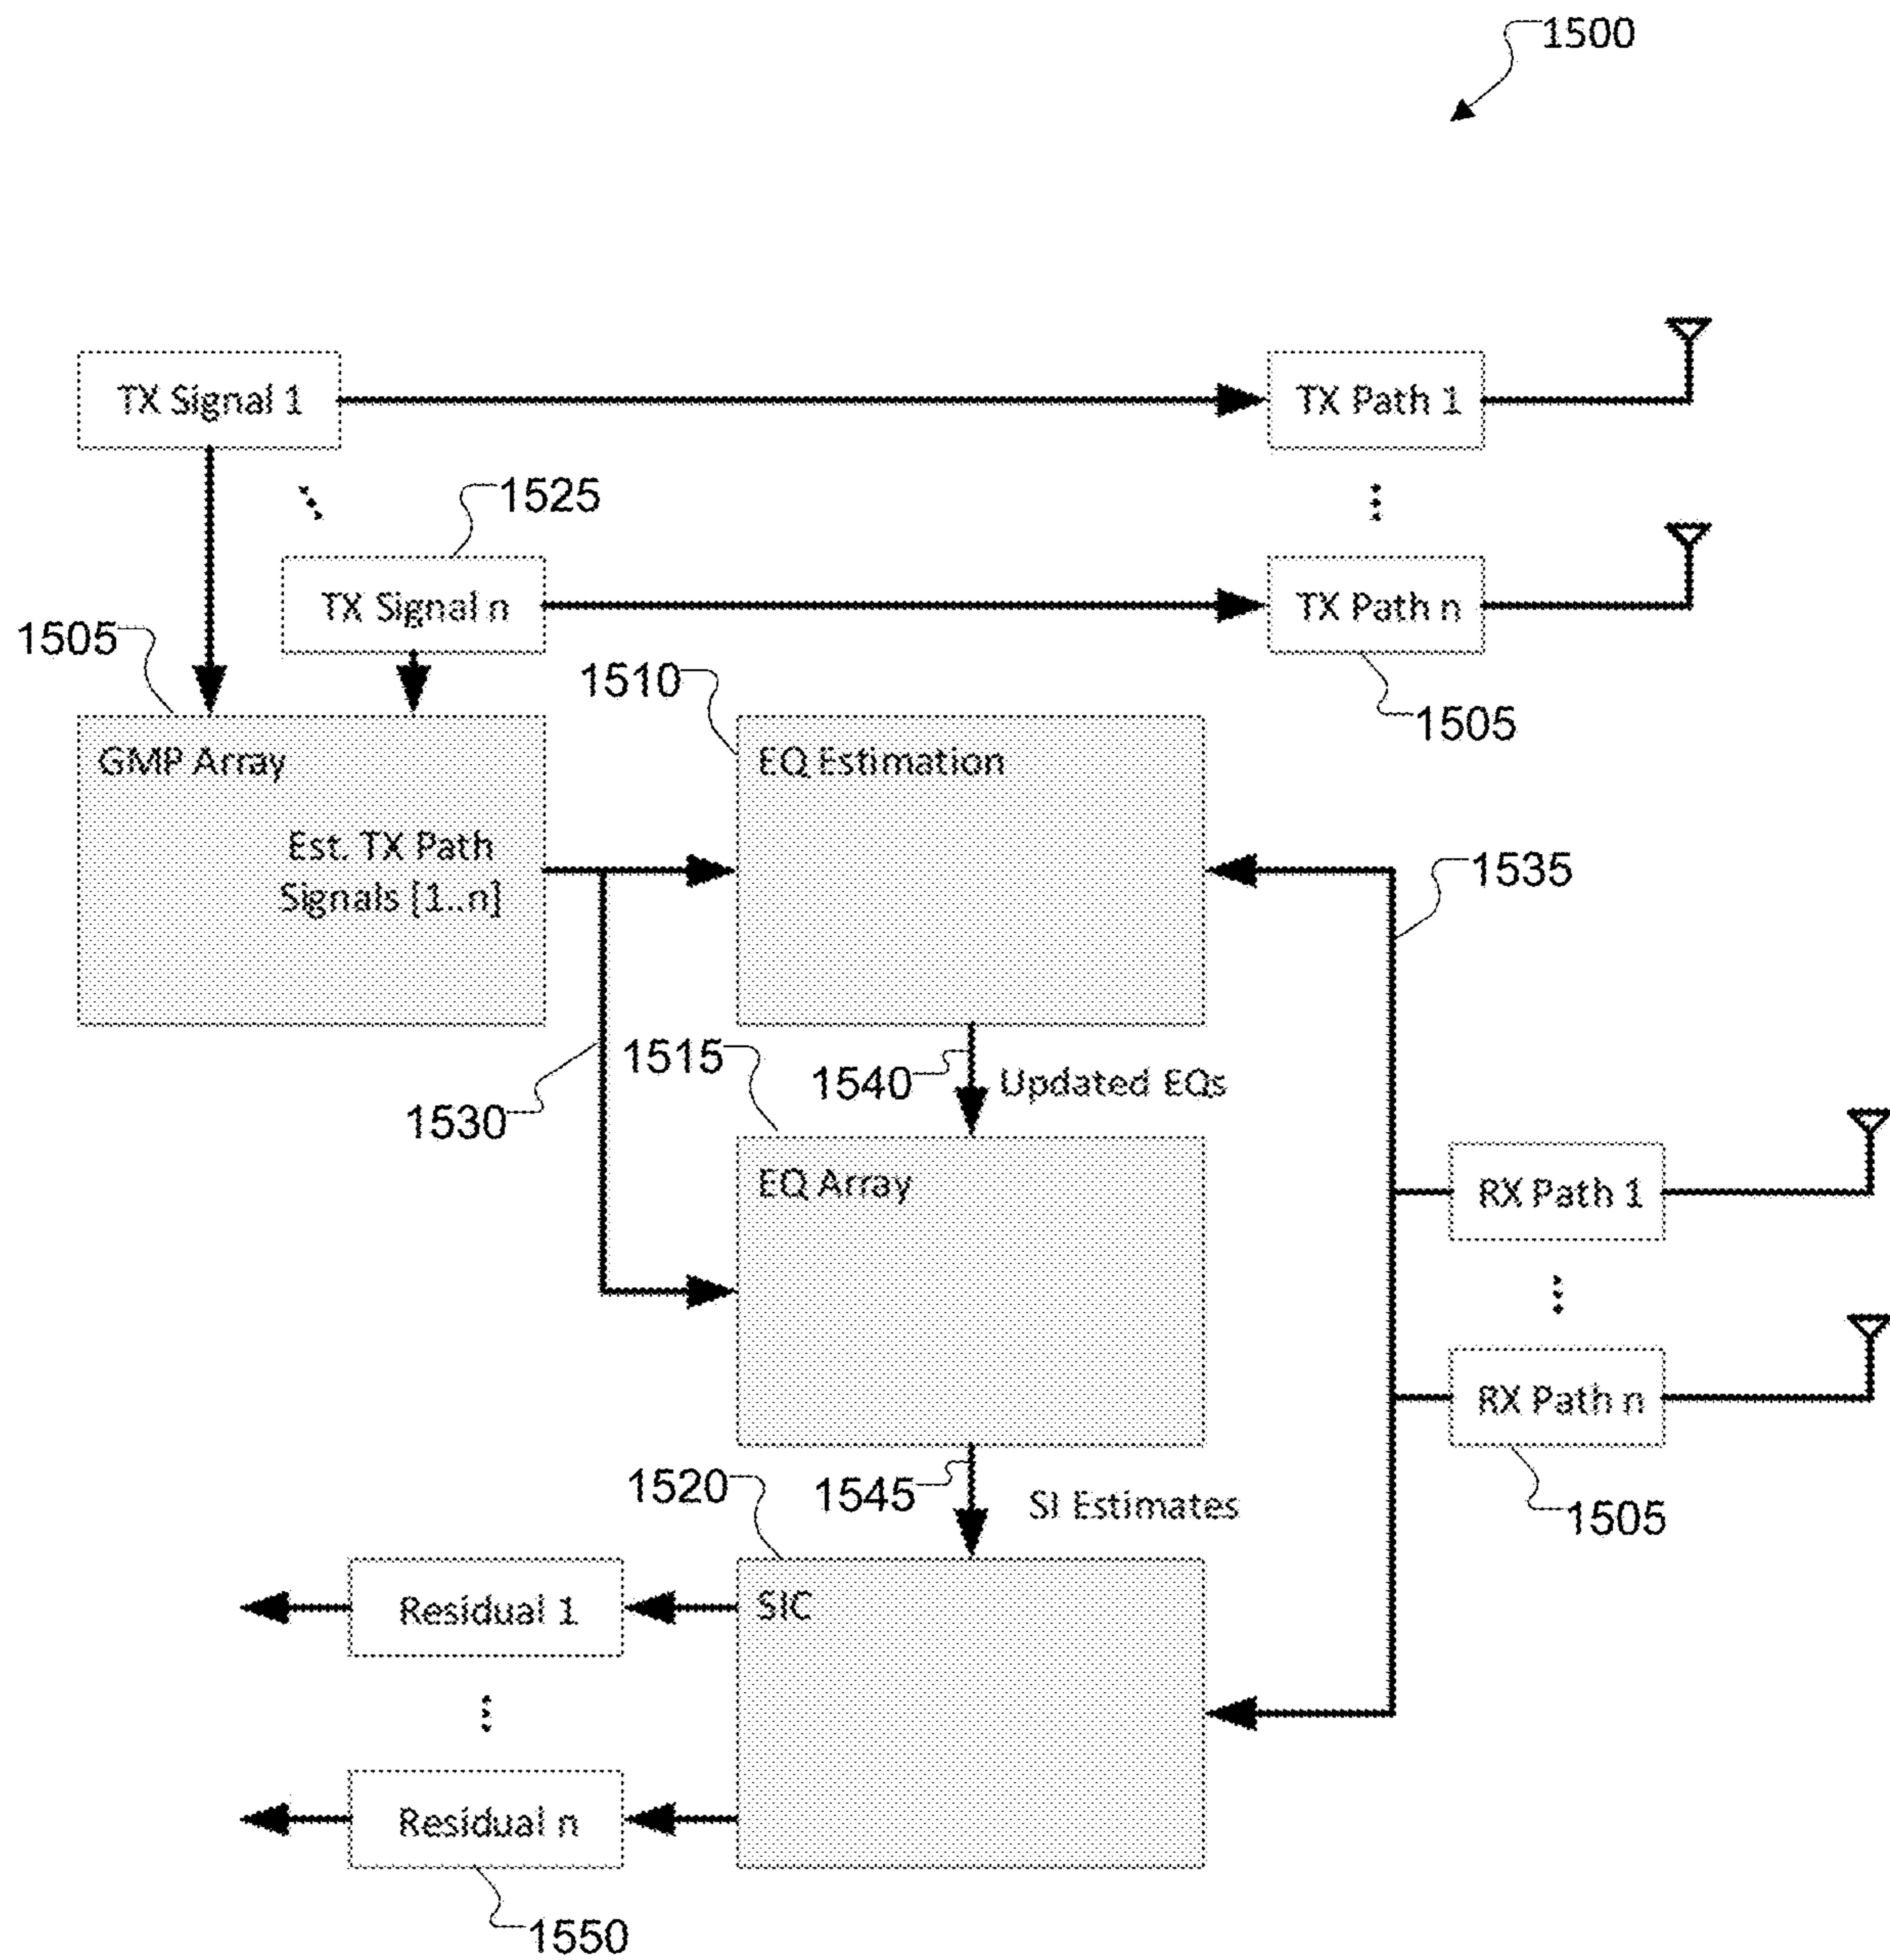 1500
TX Signal 1
TX Path 1
1525
TX Signal n
TX Path n
1505
1510
1505
GMP Array
Est. TX Path
Signals [1..n]
EQ Estimation
1535
1530
1515
1540
Updated EQs
EQ Array
RX Path 1
RX Path n
1505
1520
1545
SI Estimates
SIC
Residual 1
Residual n
1550